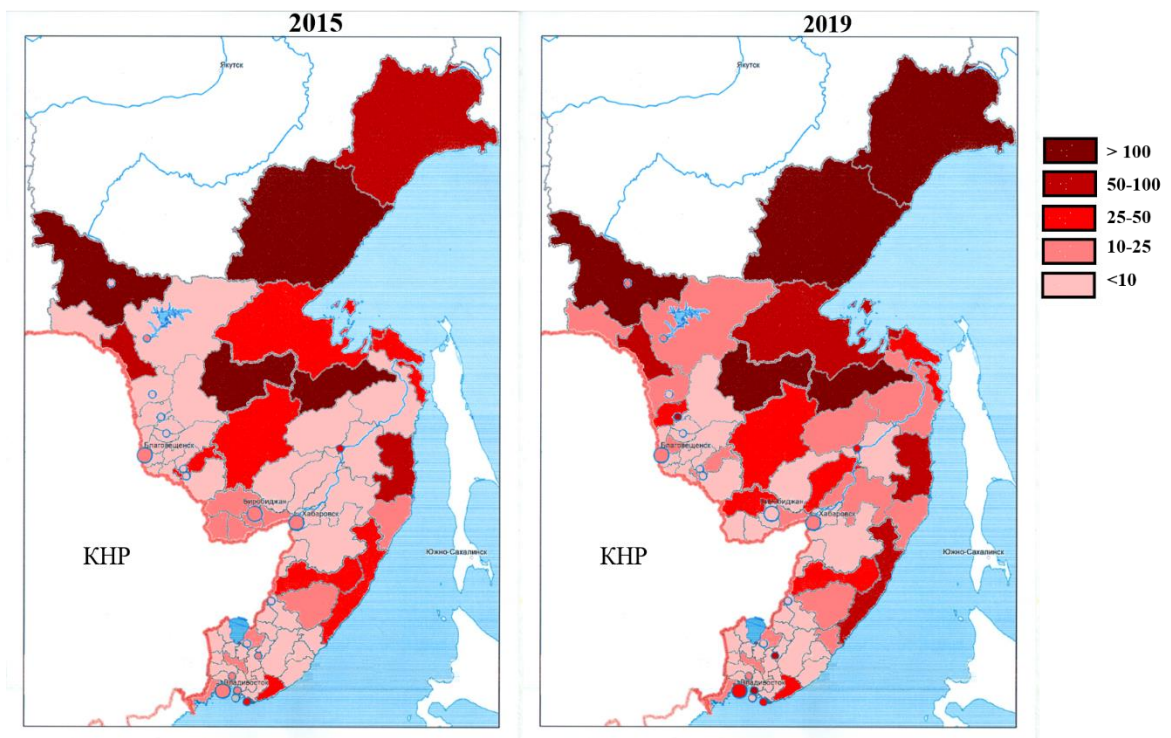 2015
2019
Якутск
Якутск
> 100
50-100
25-50
10-25
<10
Благовещенск
Благовещенск
Биробиджан
Биробиджан
Хабаровск
Хабаровск
КНР
КНР
Южно-Сахалинск
Южно-Сахалинск
Владивосток
Владивосток